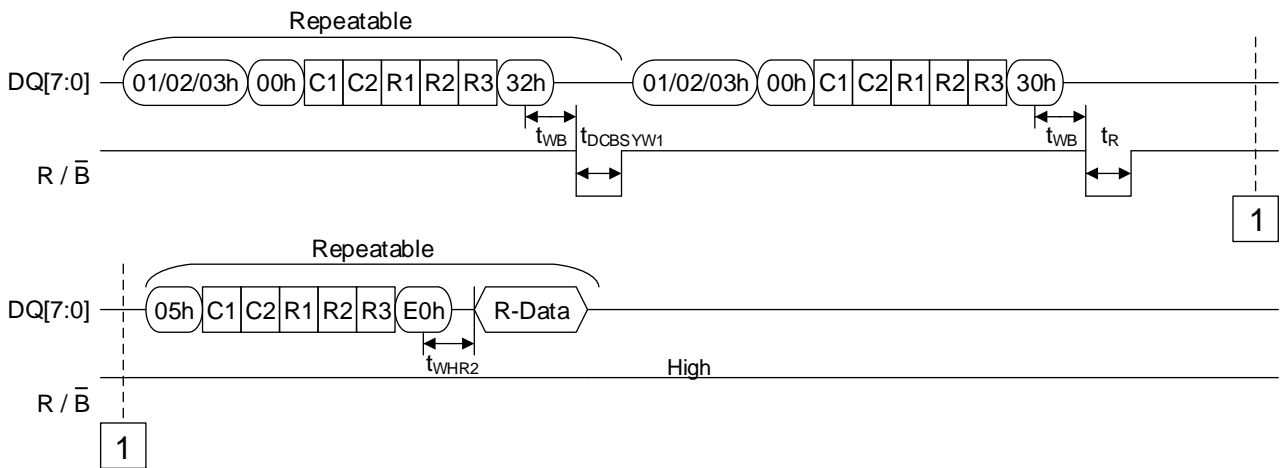 Repeatable
DQ[7:0] 01/02/03h 00h C1 C2 R1 R2 R3 32h 01/02/03h 00h C1 C2 R1 R2 R3 30h
tWB tDCBSYW1 tWB tR
R / B̅
1
Repeatable
DQ[7:0] 05h C1 C2 R1 R2 R3 E0h R-Data
tWHR2 High
R / B̅
1